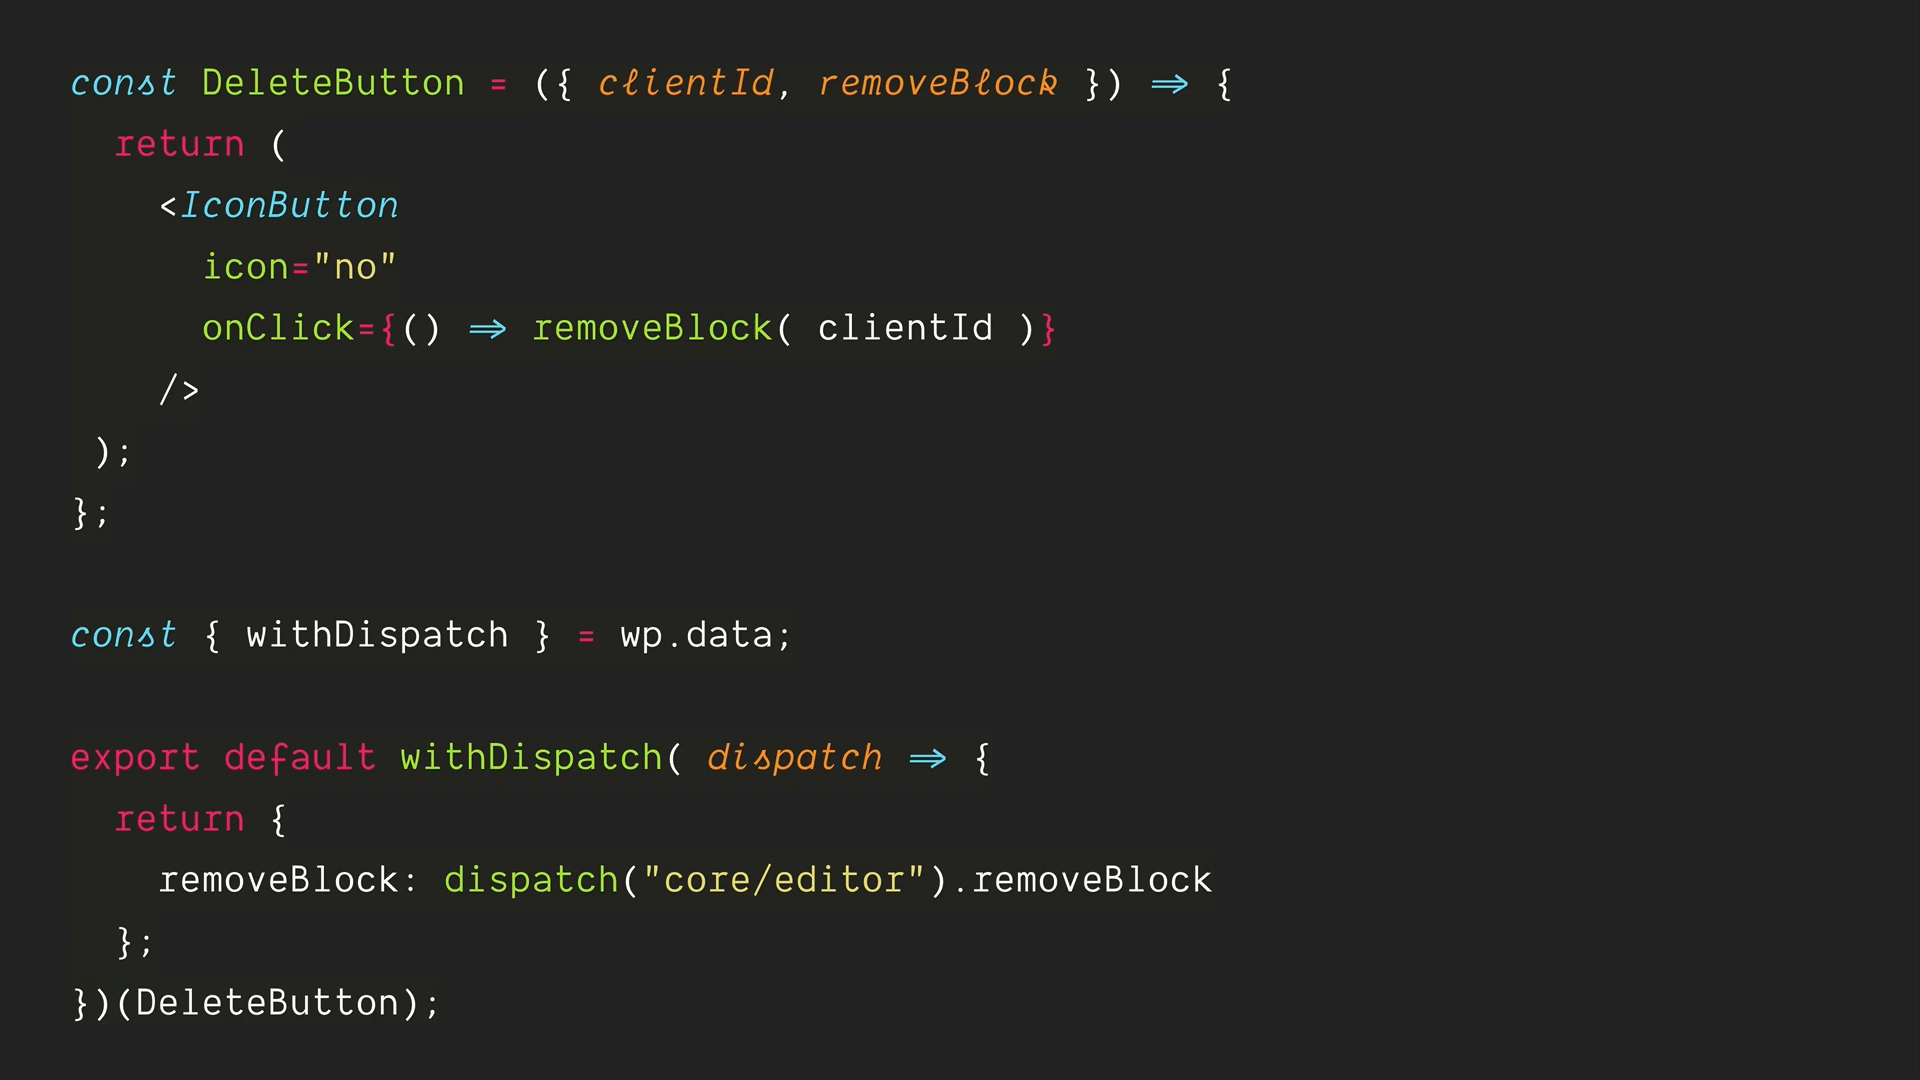 const DeleteButton = ({ clientId, removeBlock }) => {
return (
<IconButton
icon="no"
onClick={() => removeBlock( clientId )}
/>
);
};
const { withDispatch } = wp.data;
export default withDispatch( dispatch => {
return {
removeBlock: dispatch("core/editor").removeBlock
};
})(DeleteButton);